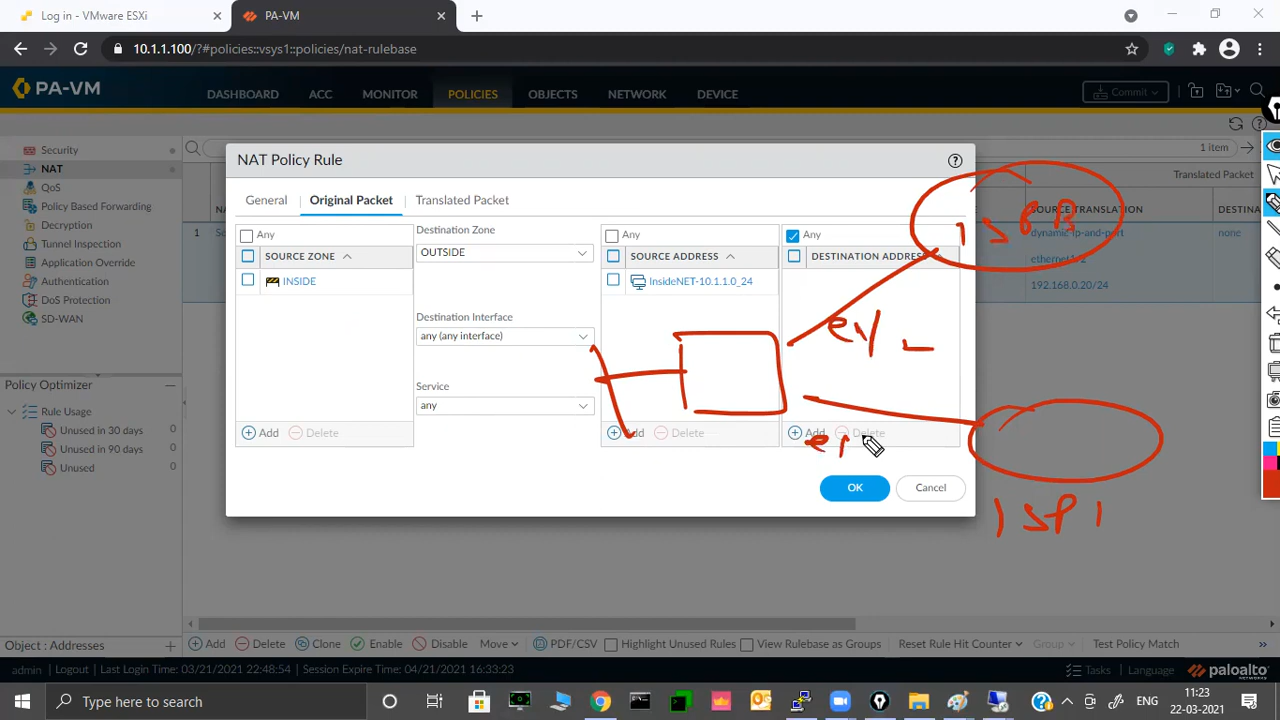 Log in - VMware ESXi
PA-VM
10.1.1.100/?#policies::vsys1::policies/nat-rulebase
PA-VM
DASHBOARD ACC MONITOR POLICIES OBJECTS NETWORK DEVICE
Commit
1 item
Security
NAT
QoS
Policy Based Forwarding
Decryption
Tunnel Inspection
Application Override
Authentication
DoS Protection
SD-WAN
NAT Policy Rule
General Original Packet Translated Packet
Any
SOURCE ZONE
INSIDE
Add Delete
Destination Zone
OUTSIDE
Destination Interface
any (any interface)
Service
any
Any
SOURCE ADDRESS
InsideNET-10.1.1.0_24
Add Delete
Any
DESTINATION ADDRESS
Add Delete
OK Cancel
Translated Packet
SOURCE TRANSLATION
DESTINA
dynamic-ip-and-port
none
ethernet1/2
192.168.0.20/24
1
ISP1
Policy Optimizer
Rule Usage
Unused in 30 days 0
Unused in 90 days 0
Unused 0
Object : Addresses
Add Delete Clone Enable Disable Move PDF/CSV Highlight Unused Rules View Rulebase as Groups Reset Rule Hit Counter Group Test Policy Match
admin | Logout | Last Login Time: 03/21/2021 22:48:54 | Session Expire Time: 04/21/2021 16:33:23
Tasks | Language
paloalto
NETWORKS
Type here to search
ENG
11:23
22-03-2021